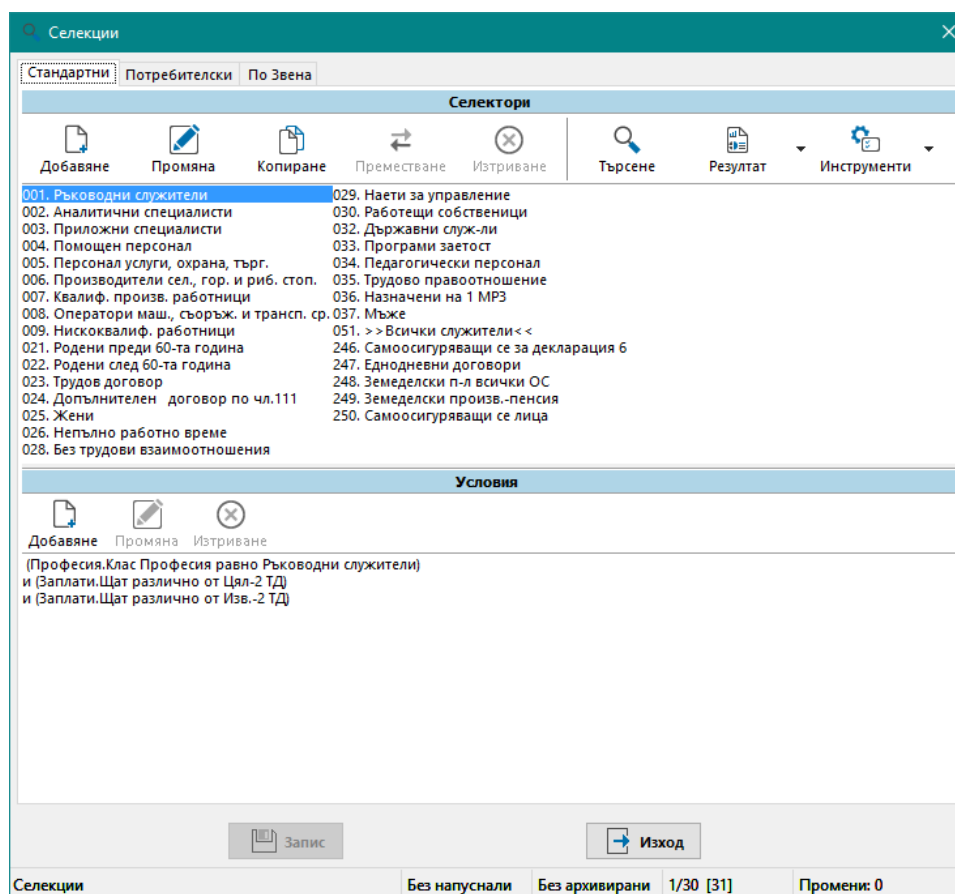 Селекции
Стандартни Потребителски По Звена
Селектори
Добавяне Промяна Копиране Преместване Изтриване Търсене Резултат Инструменти
001. Ръководни служители
002. Аналитични специалисти
003. Приложни специалисти
004. Помощен персонал
005. Персонал услуги, охрана, търг.
006. Производители сел., гор. и риб. стоп.
007. Квалиф. произв. работници
008. Оператори маш., съоръж. и трансп. ср.
009. Нискоквалиф. работници
021. Родени преди 60-та година
022. Родени след 60-та година
023. Трудов договор
024. Допълнителен договор по чл.111
025. Жени
026. Непълно работно време
028. Без трудови взаимоотношения
029. Наети за управление
030. Работещи собственици
032. Държавни служ-ли
033. Програми заетост
034. Педагогически персонал
035. Трудово правоотношение
036. Назначени на 1 МРЗ
037. Мъже
051. >>Всички служители<<
246. Самоосигуряващи се за декларация 6
247. Еднодневни договори
248. Земеделски п-л всички ОС
249. Земеделски произв.-пенсия
250. Самоосигуряващи се лица
Условия
Добавяне Промяна Изтриване
(Професия.Клас Професия равно Ръководни служители)
и (Заплати.Щат различно от Цял-2 ТД)
и (Заплати.Щат различно от Изв.-2 ТД)
Запис Изход
Селекции Без напуснали Без архивирани 1/30 [31] Промени: 0